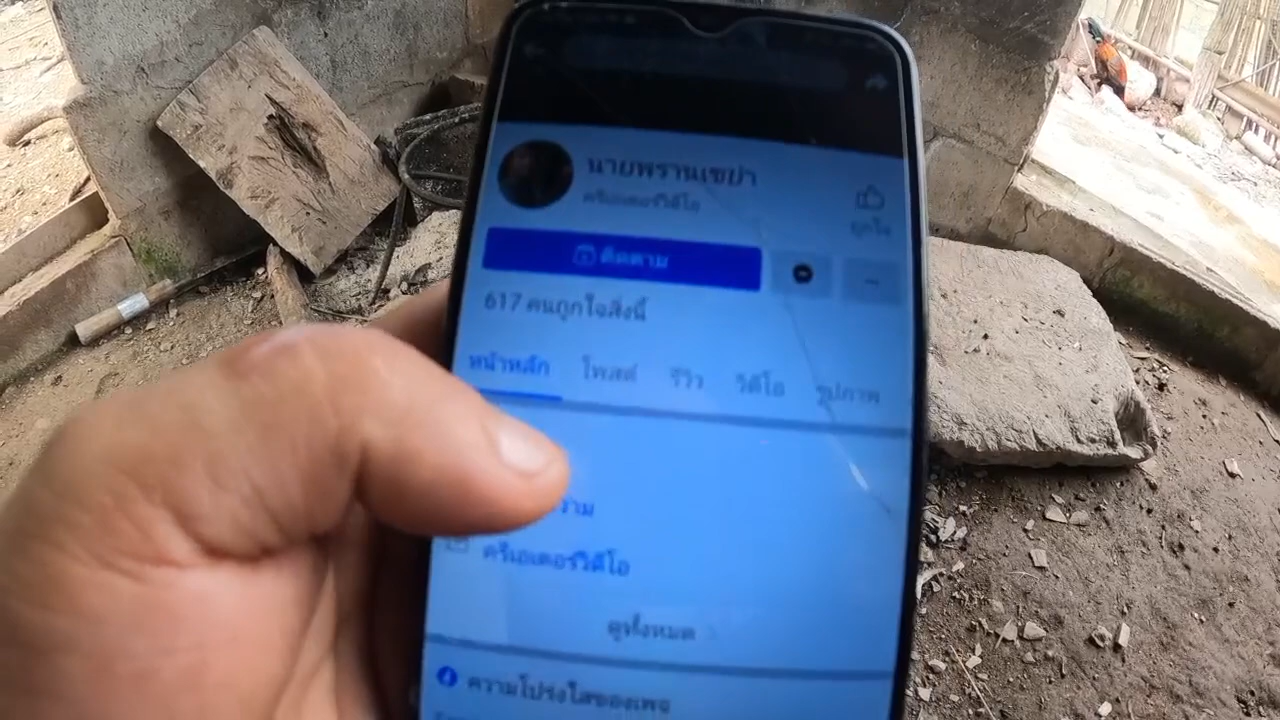 นายพรานเขย่า
ครีเอเตอร์วิดีโอ
ถูกใจ
ติดตาม
617 คนถูกใจสิ่งนี้
หน้าหลัก โพสต์ รีวิว วิดีโอ รูปภาพ
ครีเอเตอร์วิดีโอ
ดูทั้งหมด
ความโปร่งใสของเพจ